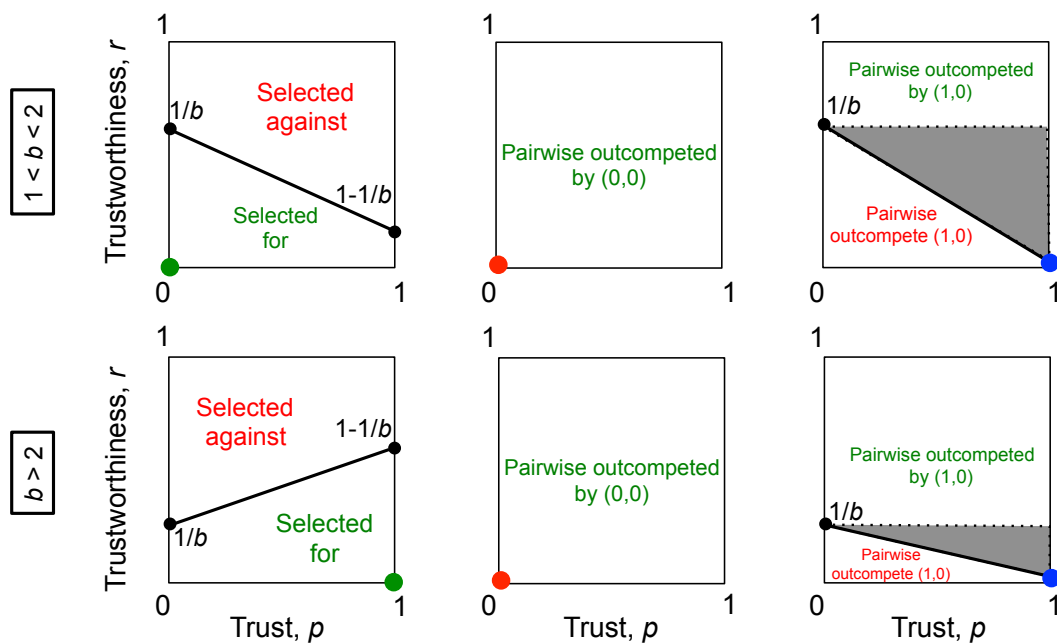 1 < b < 2
Trustworthiness, r
1
Selected
against
1/b
1-1/b
Selected
for
0
1
1
Pairwise outcompeted
by (0,0)
0
1
1
Pairwise outcompeted
by (1,0)
1/b
Pairwise
outcompete (1,0)
0
1
b > 2
Trustworthiness, r
1
Selected
against
1-1/b
1/b
Selected
for
0
1
Trust, p
1
Pairwise outcompeted
by (0,0)
0
1
Trust, p
1
Pairwise outcompeted
by (1,0)
1/b
Pairwise
outcompete (1,0)
0
1
Trust, p